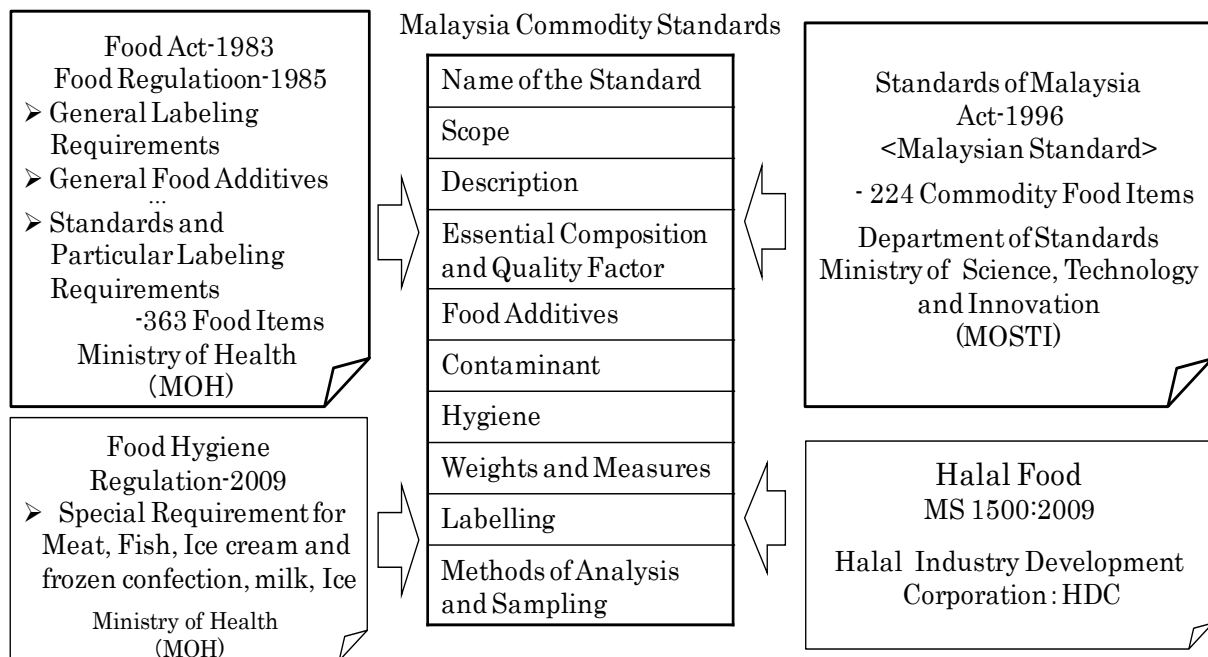 Food Act-1983
Food Regulatioon-1985
➢ General Labeling
Requirements
➢ General Food Additives
...
➢ Standards and
Particular Labeling
Requirements
-363 Food Items
Ministry of Health
(MOH)
Food Hygiene
Regulation-2009
➢ Special Requirement for
Meat, Fish, Ice cream and
frozen confection, milk, Ice
Ministry of Health
(MOH)
Malaysia Commodity Standards
Name of the Standard
Scope
Description
Essential Composition
and Quality Factor
Food Additives
Contaminant
Hygiene
Weights and Measures
Labelling
Methods of Analysis
and Sampling
Standards of Malaysia
Act-1996
<Malaysian Standard>
- 224 Commodity Food Items
Department of Standards
Ministry of Science, Technology
and Innovation
(MOSTI)
Halal Food
MS 1500:2009
Halal Industry Development
Corporation : HDC